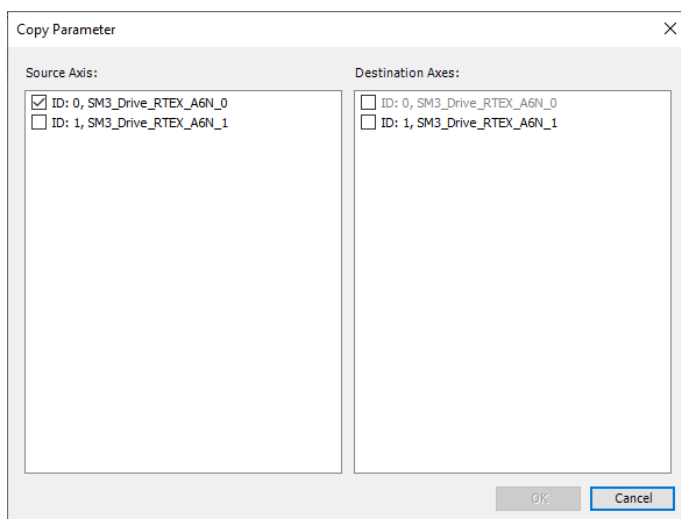 Copy Parameter
Source Axis:
ID: 0, SM3_Drive_RTEX_A6N_0
ID: 1, SM3_Drive_RTEX_A6N_1
Destination Axes:
ID: 0, SM3_Drive_RTEX_A6N_0
ID: 1, SM3_Drive_RTEX_A6N_1
OK
Cancel